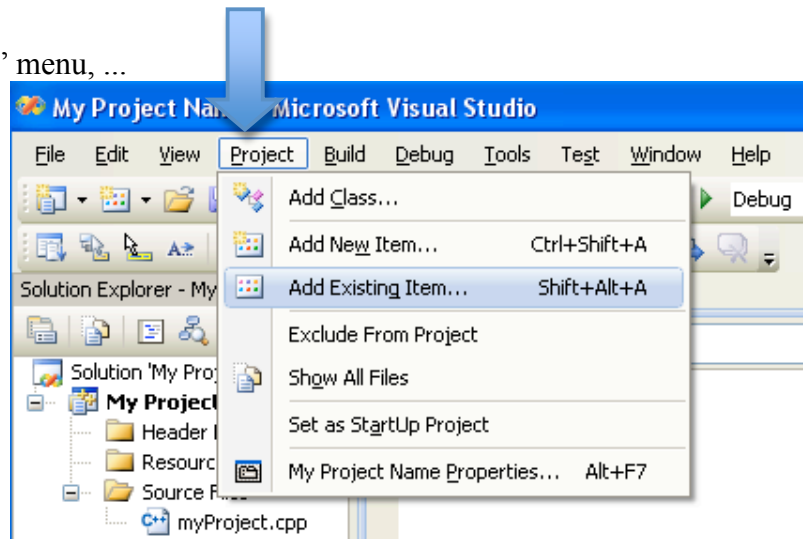 ’ menu, ...
My Project Na Microsoft Visual Studio
File Edit View Project Build Debug Tools Test Window Help
Debug
Add Class...
Add New Item... Ctrl+Shift+A
Add Existing Item... Shift+Alt+A
Solution Explorer - My
Exclude From Project
Solution 'My Proj
Show All Files
My Project
Header
Set as StartUp Project
Resourc
My Project Name Properties... Alt+F7
Source F
myProject.cpp